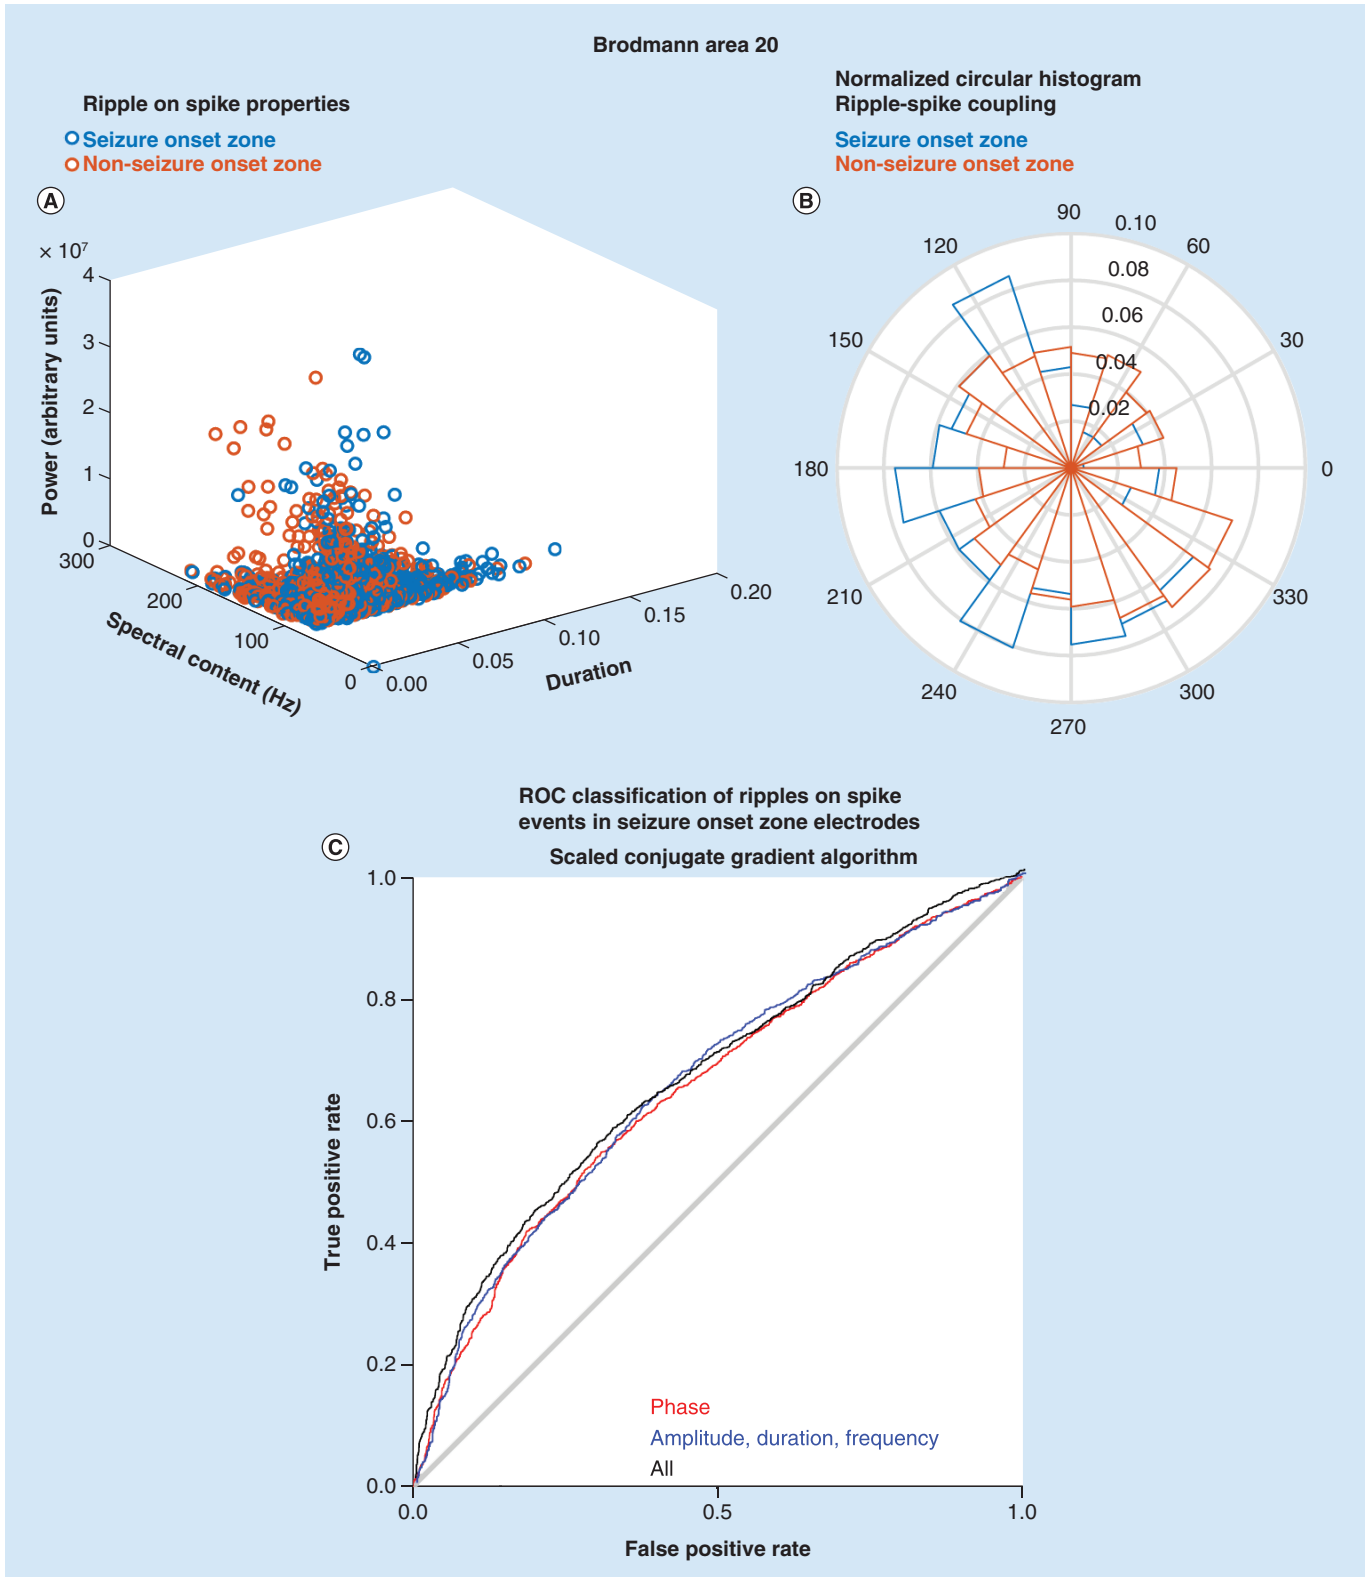 Brodmann area 20
Ripple on spike properties
Seizure onset zone
Non-seizure onset zone
A
× 10⁷
4
3
2
1
0
Power (arbitrary units)
300
200
100
0
Spectral content (Hz)
0.00
0.05
0.10
0.15
0.20
Duration
Normalized circular histogram
Ripple-spike coupling
Seizure onset zone
Non-seizure onset zone
B
90
0.10
120
60
0.08
0.06
150
30
0.04
0.02
180
0
210
330
240
300
270
ROC classification of ripples on spike
events in seizure onset zone electrodes
C
Scaled conjugate gradient algorithm
1.0
0.8
0.6
0.4
0.2
0.0
True positive rate
Phase
Amplitude, duration, frequency
All
0.0
0.5
1.0
False positive rate